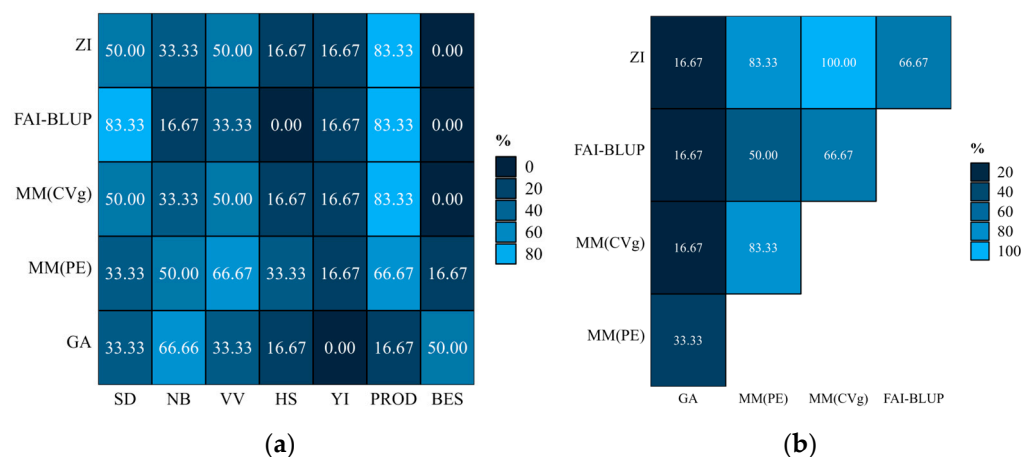 ZI 50.00 33.33 50.00 16.67 16.67 83.33 0.00
FAI-BLUP 83.33 16.67 33.33 0.00 16.67 83.33 0.00
MM(CVg) 50.00 33.33 50.00 16.67 16.67 83.33 0.00
MM(PE) 33.33 50.00 66.67 33.33 16.67 66.67 16.67
GA 33.33 66.66 33.33 16.67 0.00 16.67 50.00
SD NB VV HS YI PROD BES
%
0
20
40
60
80
(a)
ZI 16.67 83.33 100.00 66.67
FAI-BLUP 16.67 50.00 66.67
MM(CVg) 16.67 83.33
MM(PE) 33.33
GA MM(PE) MM(CVg) FAI-BLUP
%
20
40
60
80
100
(b)